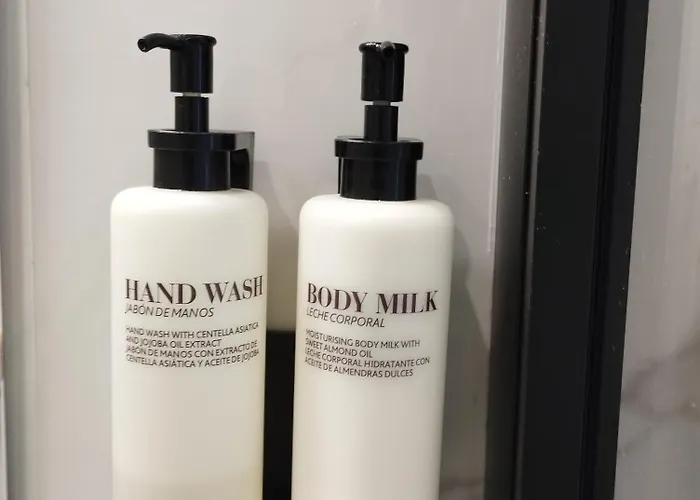 HAND WASH
JABÓN DE MANOS
HAND WASH WITH CENTELLA ASIATICA
AND JOJOBA OIL EXTRACT
JABÓN DE MANOS CON EXTRACTO DE
CENTELLA ASIÁTICA Y ACEITE DE JOJOBA
BODY MILK
LECHE CORPORAL
MOISTURISING BODY MILK WITH
SWEET ALMOND OIL
LECHE CORPORAL HIDRATANTE CON
ACEITE DE ALMENDRAS DULCES